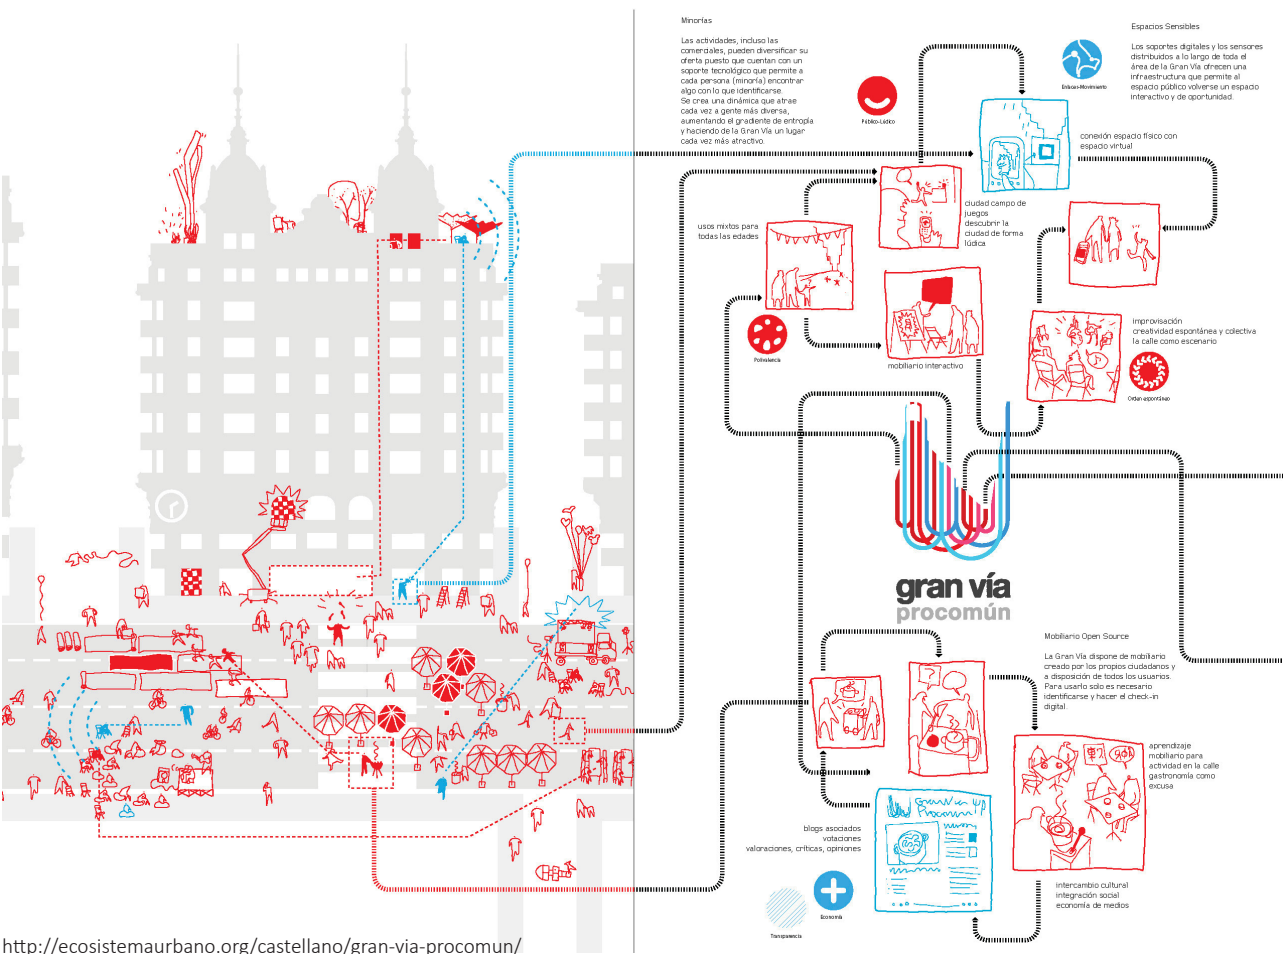 Minorías
Las actividades, incluso las
comerciales, pueden diversificar su
oferta puesto que cuentan con un
soporte tecnológico que permite a
cada persona (minoría) encontrar
algo con lo que identificarse.
Se crea una dinámica que atrae
cada vez a gente más diversa,
aumentando el gradiente de entropía
y haciendo de la Gran Vía un lugar
cada vez más atractivo.
Público-Lúdico
Enlaces-Movimiento
Espacios Sensibles
Los soportes digitales y los sensores
distribuidos a lo largo de toda el
área de la Gran Vía ofrecen una
infraestructura que permite al
espacio público volverse un espacio
interactivo y de oportunidad.
conexión espacio físico con
espacio virtual
ciudad campo de
juegos
descubrir la
ciudad de forma
lúdica
usos mixtos para
todas las edades
Polivalencia
mobiliario interactivo
improvisación
creatividad espontánea y colectiva
la calle como escenario
Orden espontáneo
gran vía
procomún
Mobiliario Open Source
La Gran Vía dispone de mobiliario
creado por los propios ciudadanos y
a disposición de todos los usuarios.
Para usarlo solo es necesario
identificarse y hacer el check-in
digital.
aprendizaje
mobiliario para
actividad en la calle
gastronomía como
excusa
blogs asociados
votaciones
valoraciones, críticas, opiniones
Economía
Transparencia
intercambio cultural
integración social
economía de medios
http://ecosistemaurbano.org/castellano/gran-via-procomun/